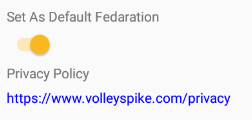 Set As Default Fedaration
Privacy Policy
https://www.volleyspike.com/privacy